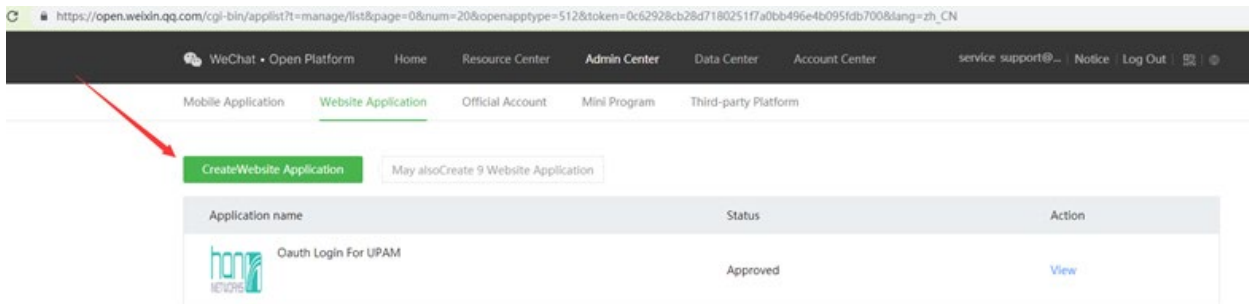 https://open.weixin.qq.com/cgi-bin/applist?t=manage/list&page=0&num=20&openapptype=512&token=0c62928cb28d7180251f7a0bb496e4b095fdb700&lang=zh_CN
WeChat • Open Platform Home Resource Center Admin Center Data Center Account Center service support@... Notice Log Out
Mobile Application Website Application Official Account Mini Program Third-party Platform
CreateWebsite Application May alsoCreate 9 Website Application
Application name Status Action
Oauth Login For UPAM
han NETWORKS
Approved View